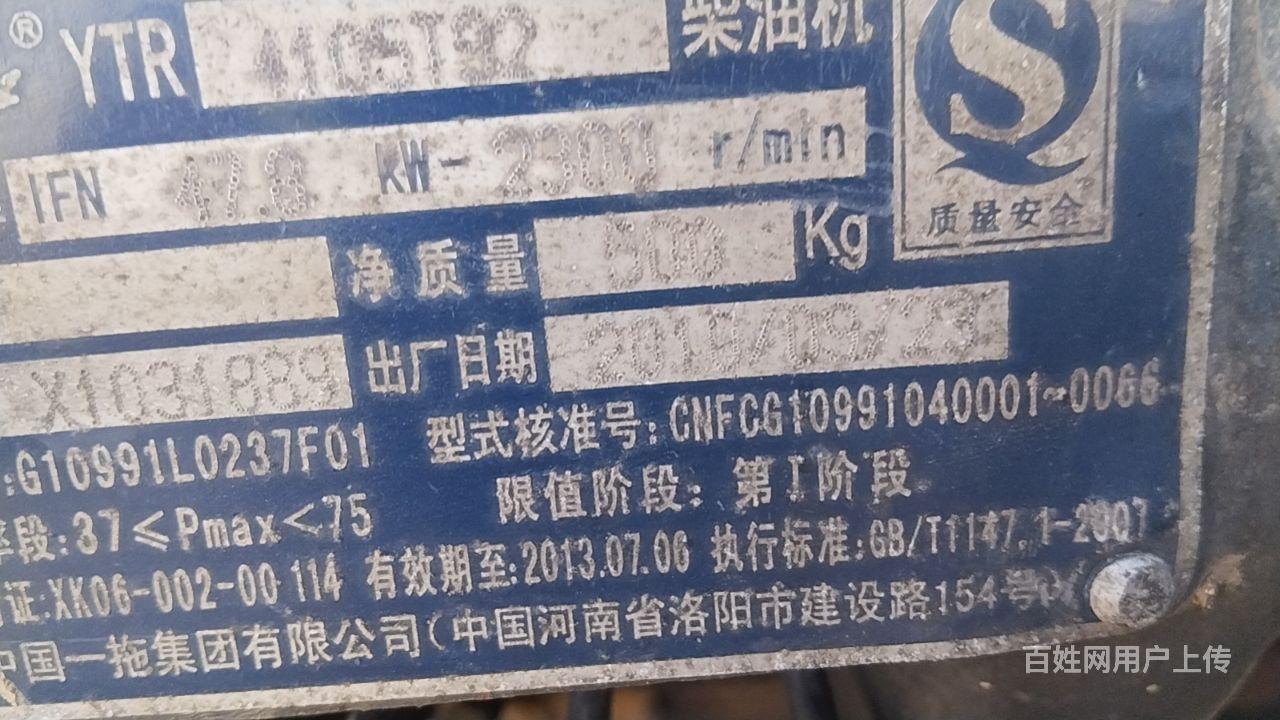 ® YTR 4105T92 柴油机
IFN 47.8 KW- 2300 r/min
质量安全
净质量 500 Kg
X1031889 出厂日期 2010/09/23
:G10991L0237F01 型式核准号:CNFCG10991040001~0066
段:37≤Pmax<75 限值阶段: 第I阶段
证:XK06-002-00114 有效期至:2013.07.06 执行标准:GB/T1147.1-2007
中国一拖集团有限公司(中国河南省洛阳市建设路154号
百姓网用户上传